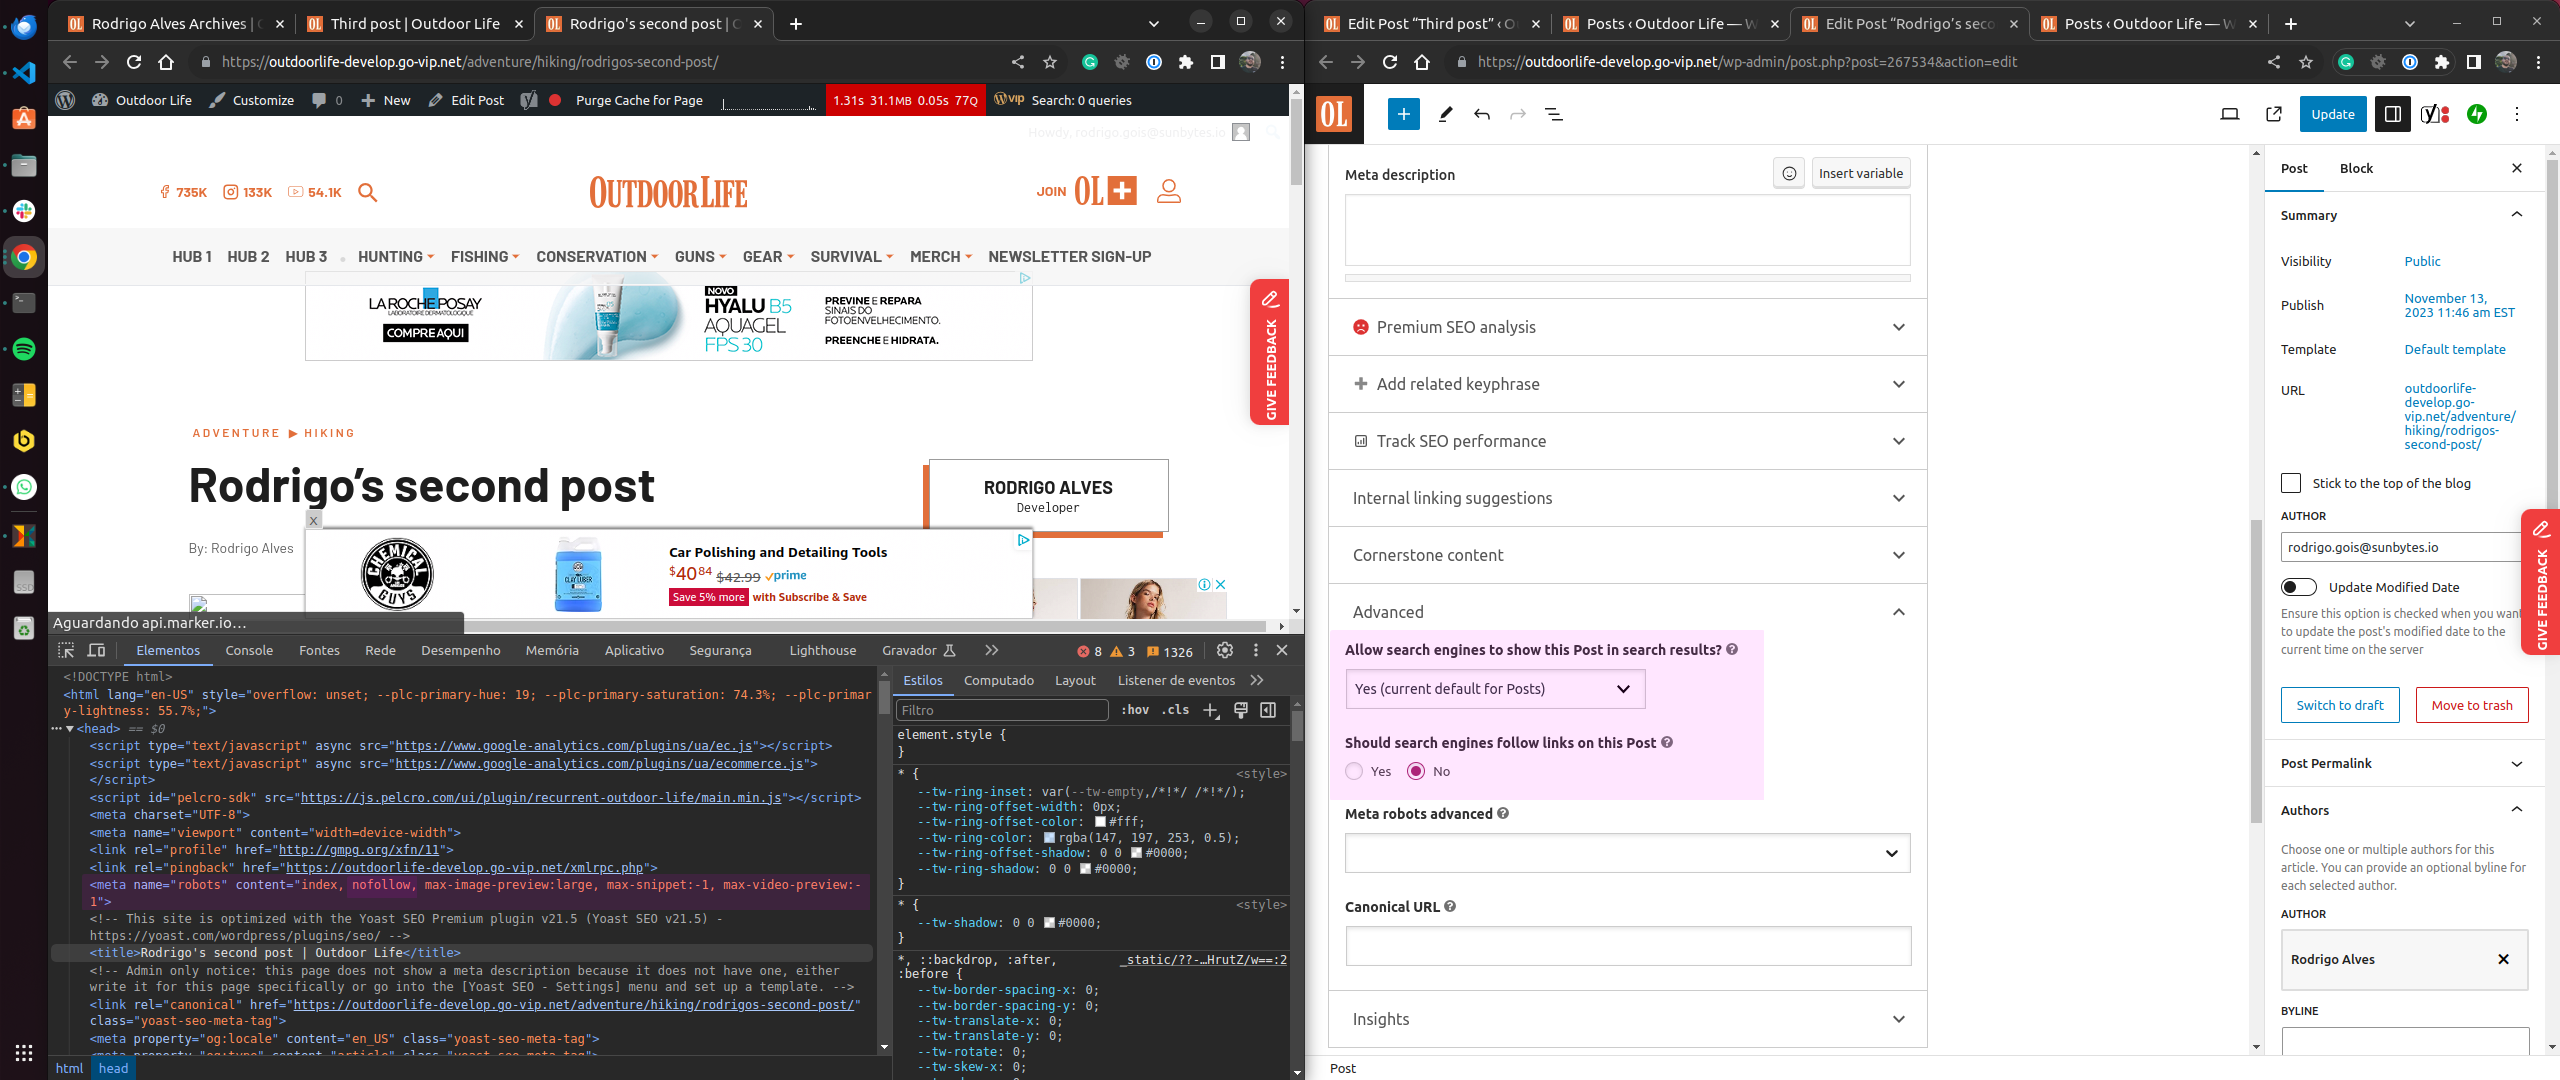 Rodrigo Alves Archives | O
Third post | Outdoor Life
Rodrigo's second post | O
https://outdoorlife-develop.go-vip.net/adventure/hiking/rodrigos-second-post/
Outdoor Life
Customize
0
New
Edit Post
Purge Cache for Page
1.31s 31.1MB 0.05s 77Q
VIP
Search: 0 queries
Howdy, rodrigo.gois@sunbytes.io
735K
133K
54.1K
OUTDOOR LIFE
JOIN OL+
HUB 1 HUB 2 HUB 3 HUNTING FISHING CONSERVATION GUNS GEAR SURVIVAL MERCH NEWSLETTER SIGN-UP
LA ROCHE POSAY
LABORATOIRE DERMATOLOGIQUE
COMPRE AQUI
NOVO
HYALU B5
AQUAGEL
FPS 30
PREVINE E REPARA
SINAIS DO
FOTOENVELHECIMENTO.
PREENCHE E HIDRATA.
GIVE FEEDBACK
ADVENTURE ▶ HIKING
Rodrigo’s second post
RODRIGO ALVES
Developer
By: Rodrigo Alves
X
CHEMICAL
GUYS
Car Polishing and Detailing Tools
$40 84 $42.99 prime
Save 5% more with Subscribe & Save
Aguardando api.marker.io…
Elementos Console Fontes Rede Desempenho Memória Aplicativo Segurança Lighthouse Gravador 8 3 1326
<!DOCTYPE html>
<html lang="en-US" style="overflow: unset; --plc-primary-hue: 19; --plc-primary-saturation: 74.3%; --plc-primar
y-lightness: 55.7%;">
<head> == $0
<script type="text/javascript" async src="https://www.google-analytics.com/plugins/ua/ec.js"></script>
<script type="text/javascript" async src="https://www.google-analytics.com/plugins/ua/ecommerce.js">
</script>
<script id="pelcro-sdk" src="https://js.pelcro.com/ui/plugin/recurrent-outdoor-life/main.min.js"></script>
<meta charset="UTF-8">
<meta name="viewport" content="width=device-width">
<link rel="profile" href="http://gmpg.org/xfn/11">
<link rel="pingback" href="https://outdoorlife-develop.go-vip.net/xmlrpc.php">
<meta name="robots" content="index, nofollow, max-image-preview:large, max-snippet:-1, max-video-preview:-
1">
<!-- This site is optimized with the Yoast SEO Premium plugin v21.5 (Yoast SEO v21.5) -
https://yoast.com/wordpress/plugins/seo/ -->
<title>Rodrigo's second post | Outdoor Life</title>
<!-- Admin only notice: this page does not show a meta description because it does not have one, either
write it for this page specifically or go into the [Yoast SEO - Settings] menu and set up a template. -->
<link rel="canonical" href="https://outdoorlife-develop.go-vip.net/adventure/hiking/rodrigos-second-post/"
class="yoast-seo-meta-tag">
<meta property="og:locale" content="en_US" class="yoast-seo-meta-tag">
<meta property="og:type" content="article" class="yoast-seo-meta-tag">
html head
Estilos Computado Layout Listener de eventos
Filtro
:hov .cls
element.style {
}
* {
<style>
--tw-ring-inset: var(--tw-empty,/*!*/ /*!*/);
--tw-ring-offset-width: 0px;
--tw-ring-offset-color: #fff;
--tw-ring-color: rgba(147, 197, 253, 0.5);
--tw-ring-offset-shadow: 0 0 #0000;
--tw-ring-shadow: 0 0 #0000;
}
* {
<style>
--tw-shadow: 0 0 #0000;
}
*, ::backdrop, :after,
_static/??-…HrutZ/w==:2
:before {
--tw-border-spacing-x: 0;
--tw-border-spacing-y: 0;
--tw-translate-x: 0;
--tw-translate-y: 0;
--tw-rotate: 0;
--tw-skew-x: 0;
Edit Post “Third post” ‹ O
Posts ‹ Outdoor Life — W
Edit Post “Rodrigo’s seco
Posts ‹ Outdoor Life — W
https://outdoorlife-develop.go-vip.net/wp-admin/post.php?post=267534&action=edit
OL
Update
Meta description
Insert variable
Premium SEO analysis
Add related keyphrase
Track SEO performance
Internal linking suggestions
Cornerstone content
Advanced
Allow search engines to show this Post in search results?
Yes (current default for Posts)
Should search engines follow links on this Post
Yes No
Meta robots advanced
Canonical URL
Insights
Post
Post Block
Summary
Visibility Public
Publish November 13,
2023 11:46 am EST
Template Default template
URL outdoorlife-
develop.go-
vip.net/adventure/
hiking/rodrigos-
second-post/
Stick to the top of the blog
AUTHOR
rodrigo.gois@sunbytes.io
Update Modified Date
Ensure this option is checked when you want
to update the post's modified date to the
current time on the server
Switch to draft Move to trash
Post Permalink
Authors
Choose one or multiple authors for this
article. You can provide an optional byline for
each selected author.
AUTHOR
Rodrigo Alves
BYLINE
GIVE FEEDBACK
SSD